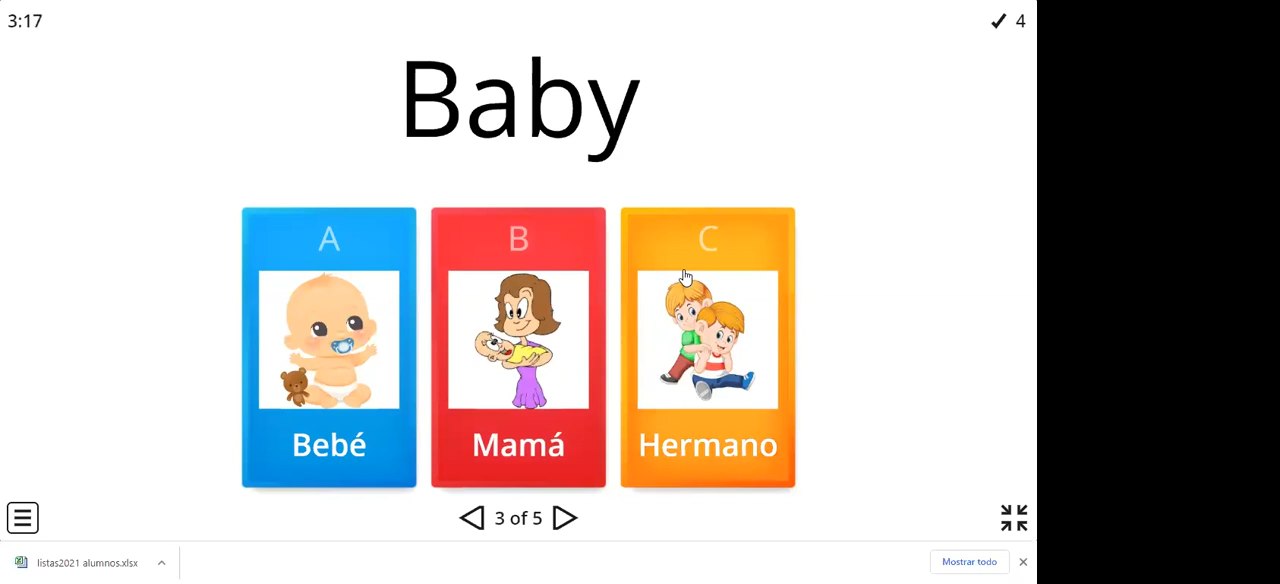 3:17
✓ 4
Baby
A
B
C
Bebé
Mamá
Hermano
3 of 5
listas2021 alumnos.xlsx
Mostrar todo